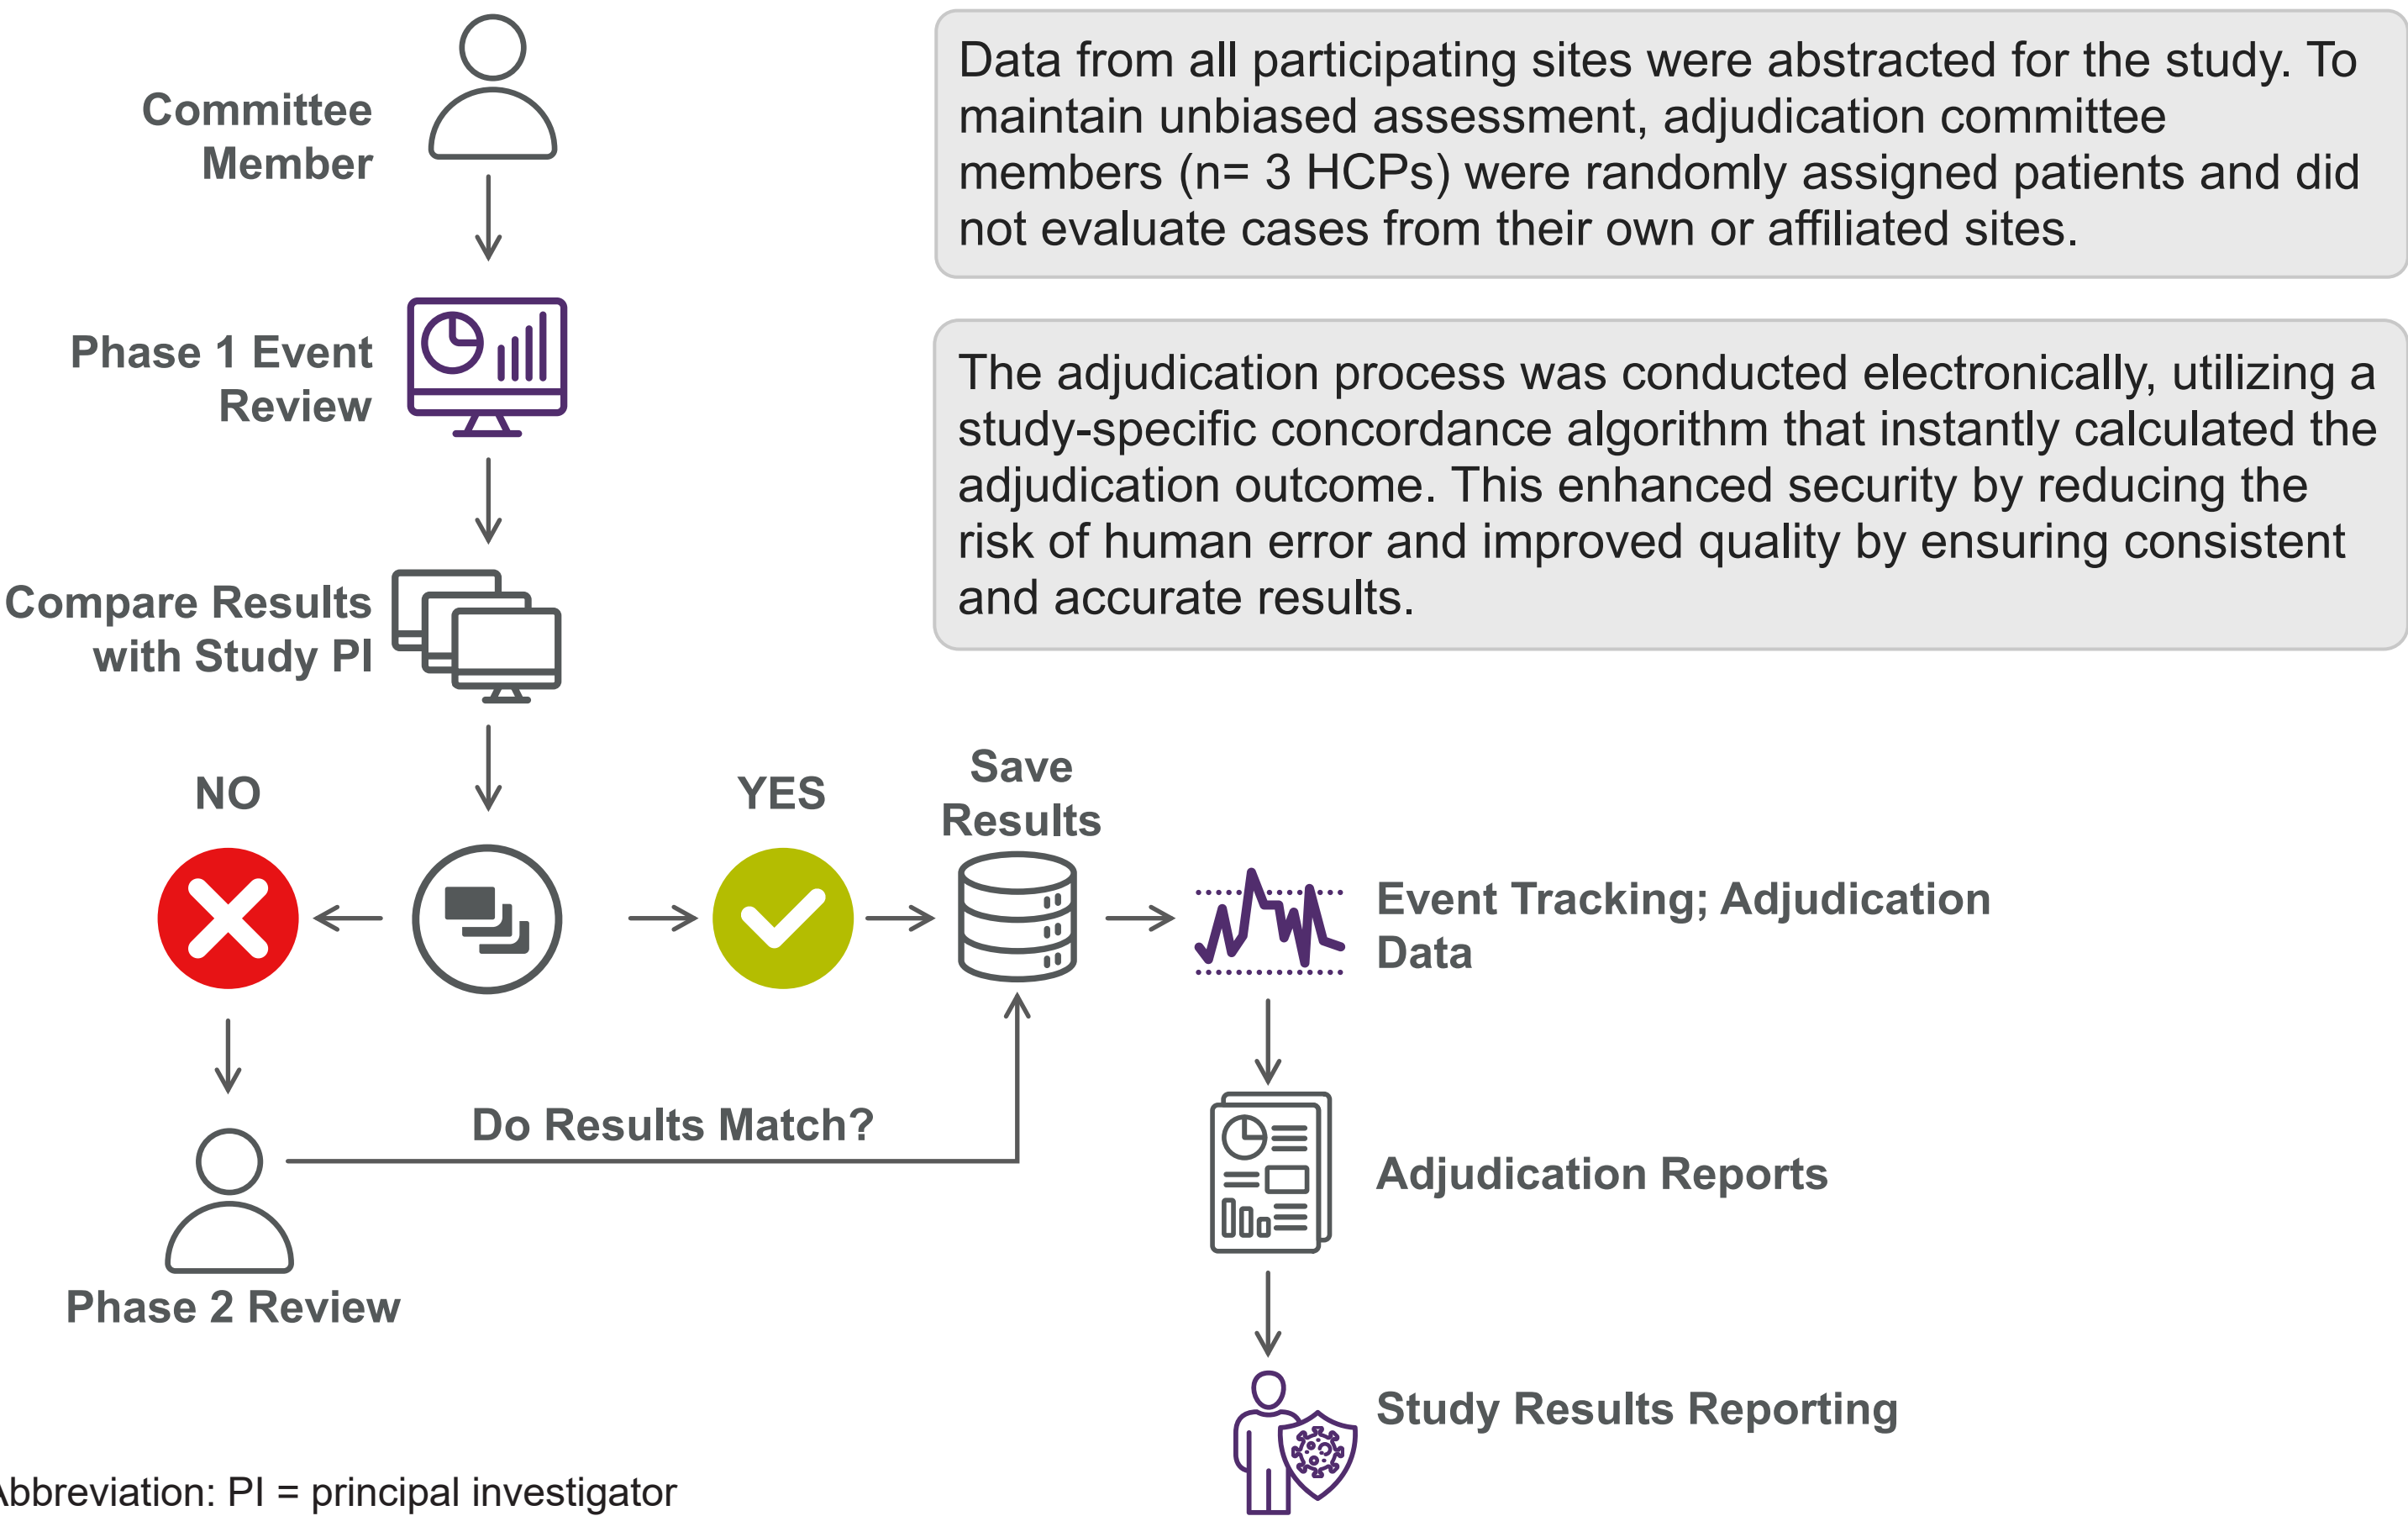 Committee
Member
Data from all participating sites were abstracted for the study. To
maintain unbiased assessment, adjudication committee
members (n= 3 HCPs) were randomly assigned patients and did
not evaluate cases from their own or affiliated sites.
Phase 1 Event
Review
The adjudication process was conducted electronically, utilizing a
study-specific concordance algorithm that instantly calculated the
adjudication outcome. This enhanced security by reducing the
risk of human error and improved quality by ensuring consistent
and accurate results.
Compare Results
with Study PI
NO
YES
Save
Results
Event Tracking; Adjudication
Data
Do Results Match?
Phase 2 Review
Adjudication Reports
Study Results Reporting
Abbreviation: PI = principal investigator